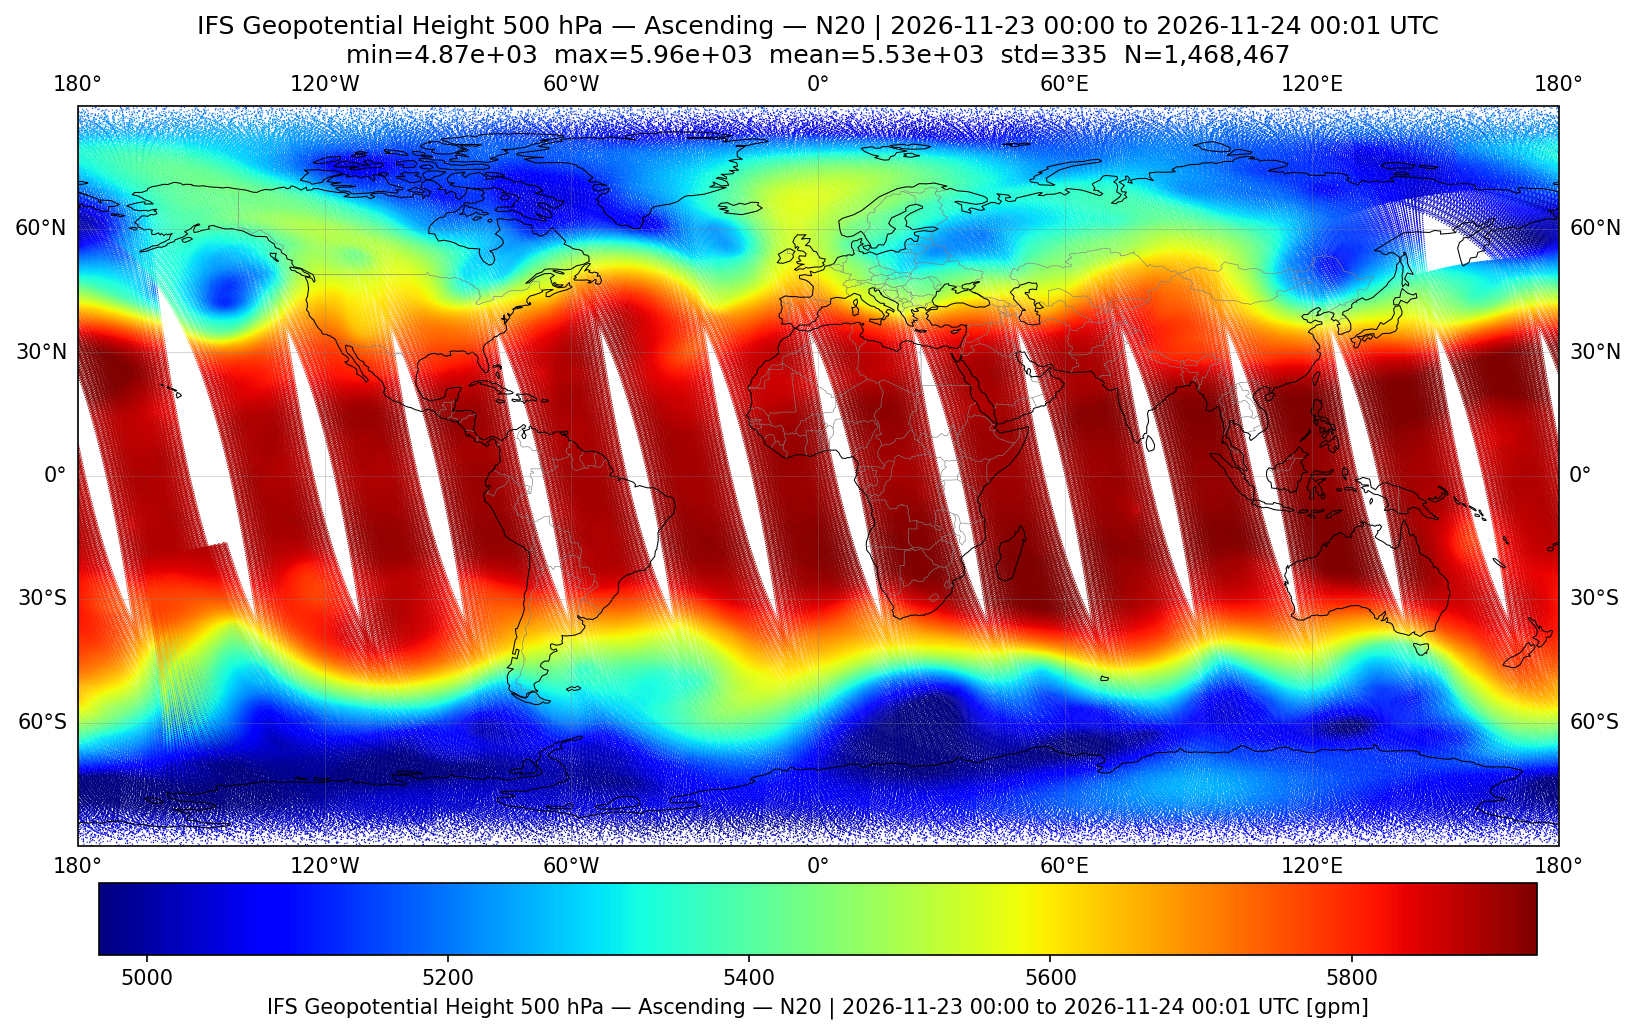 IFS Geopotential Height 500 hPa — Ascending — N20 | 2026-11-23 00:00 to 2026-11-24 00:01 UTC
min=4.87e+03 max=5.96e+03 mean=5.53e+03 std=335 N=1,468,467
180° 120°W 60°W 0° 60°E 120°E 180°
60°N 60°N
30°N 30°N
0° 0°
30°S 30°S
60°S 60°S
180° 120°W 60°W 0° 60°E 120°E 180°
5000 5200 5400 5600 5800
IFS Geopotential Height 500 hPa — Ascending — N20 | 2026-11-23 00:00 to 2026-11-24 00:01 UTC [gpm]